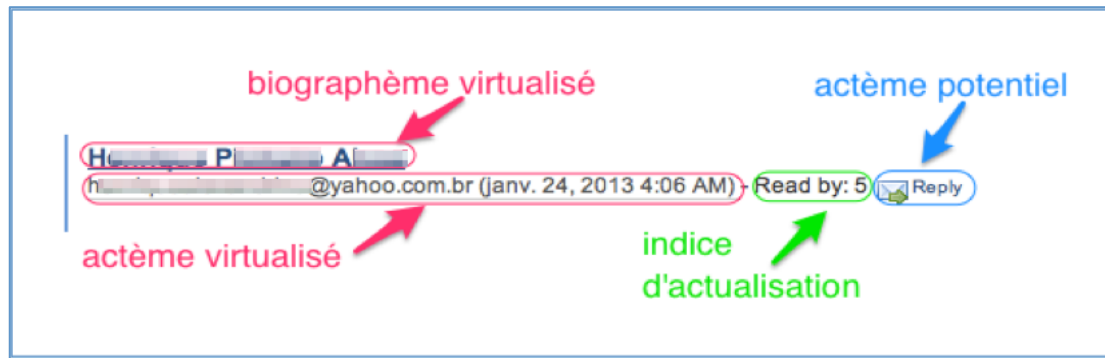 biographème virtualisé
actème potentiel
@yahoo.com.br (janv. 24, 2013 4:06 AM) - Read by: 5 Reply
actème virtualisé
indice
d'actualisation